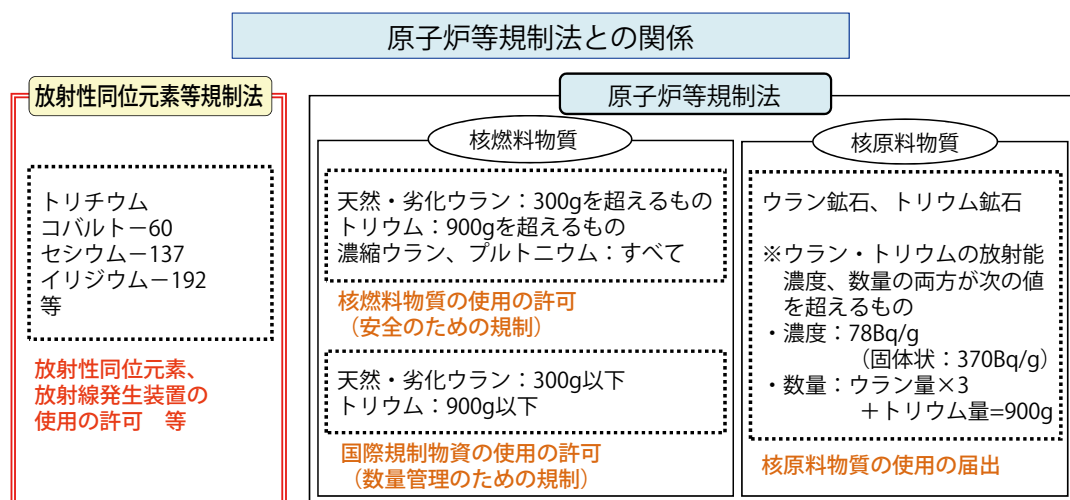 原子炉等規制法との関係
放射性同位元素等規制法
トリチウム
コバルト－60
セシウム－137
イリジウム－192
等
放射性同位元素、
放射線発生装置の
使用の許可　等
原子炉等規制法
核燃料物質
天然・劣化ウラン：300gを超えるもの
トリウム：900gを超えるもの
濃縮ウラン、プルトニウム：すべて
核燃料物質の使用の許可
（安全のための規制）
天然・劣化ウラン：300g以下
トリウム：900g以下
国際規制物資の使用の許可
（数量管理のための規制）
核原料物質
ウラン鉱石、トリウム鉱石
※ウラン・トリウムの放射能
濃度、数量の両方が次の値
を超えるもの
・濃度：78Bq/g
（固体状：370Bq/g）
・数量：ウラン量×3
＋トリウム量=900g
核原料物質の使用の届出